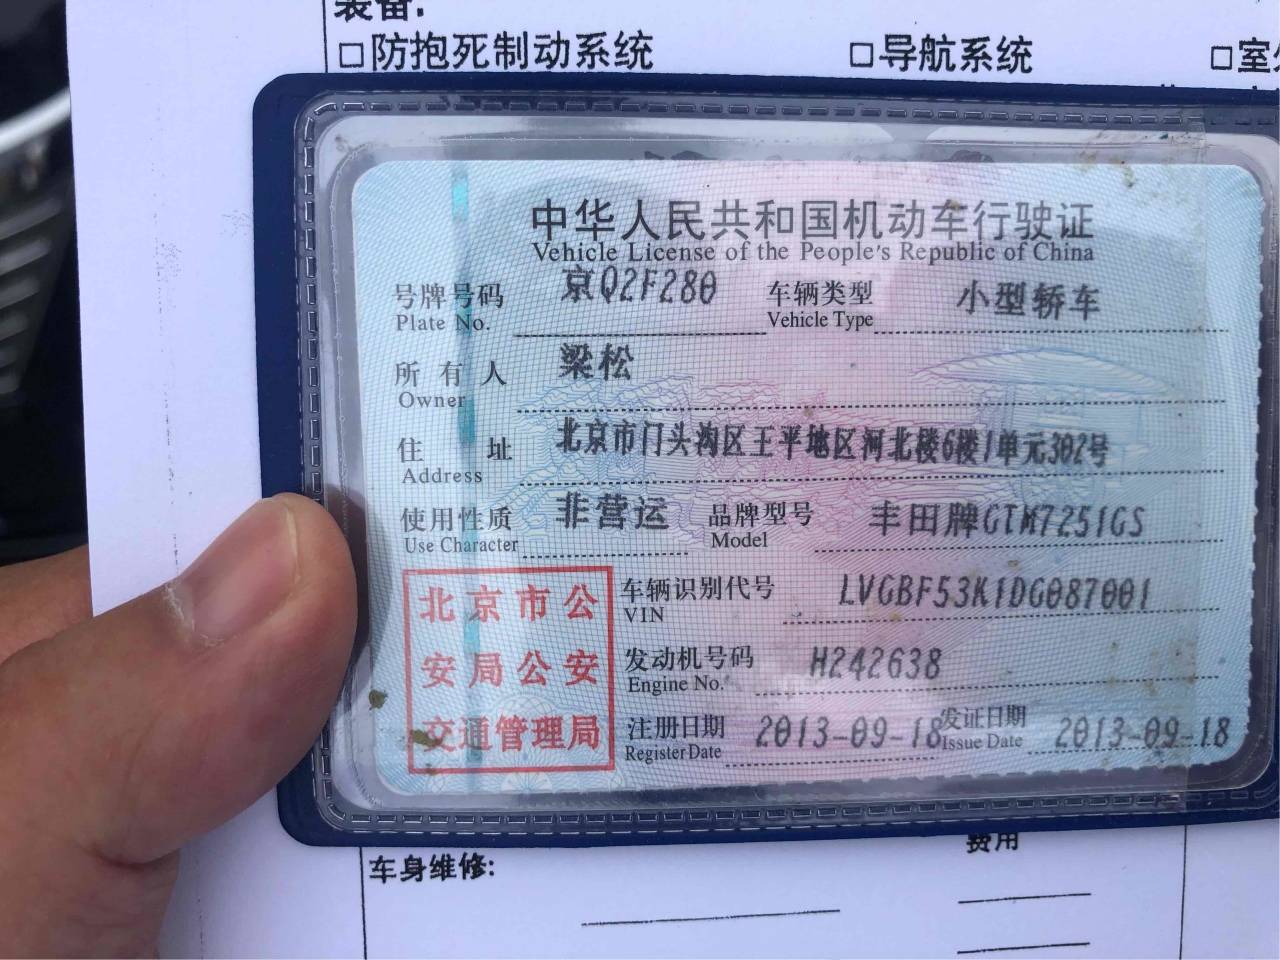 装备:
□防抱死制动系统 □导航系统 □室
中华人民共和国机动车行驶证
Vehicle License of the People's Republic of China
号牌号码 京Q2F280 车辆类型 小型轿车
Plate No. Vehicle Type
所有人 梁松
Owner
住址 北京市门头沟区王平地区河北楼6楼1单元302号
Address
使用性质 非营运 品牌型号 丰田牌GTM7251GS
Use Character Model
北京市公
安局公安
交通管理局
车辆识别代号 LVGBF53K1DG087001
VIN
发动机号码 H242638
Engine No.
注册日期 2013-09-18 发证日期 2013-09-18
Register Date Issue Date
费用
车身维修: